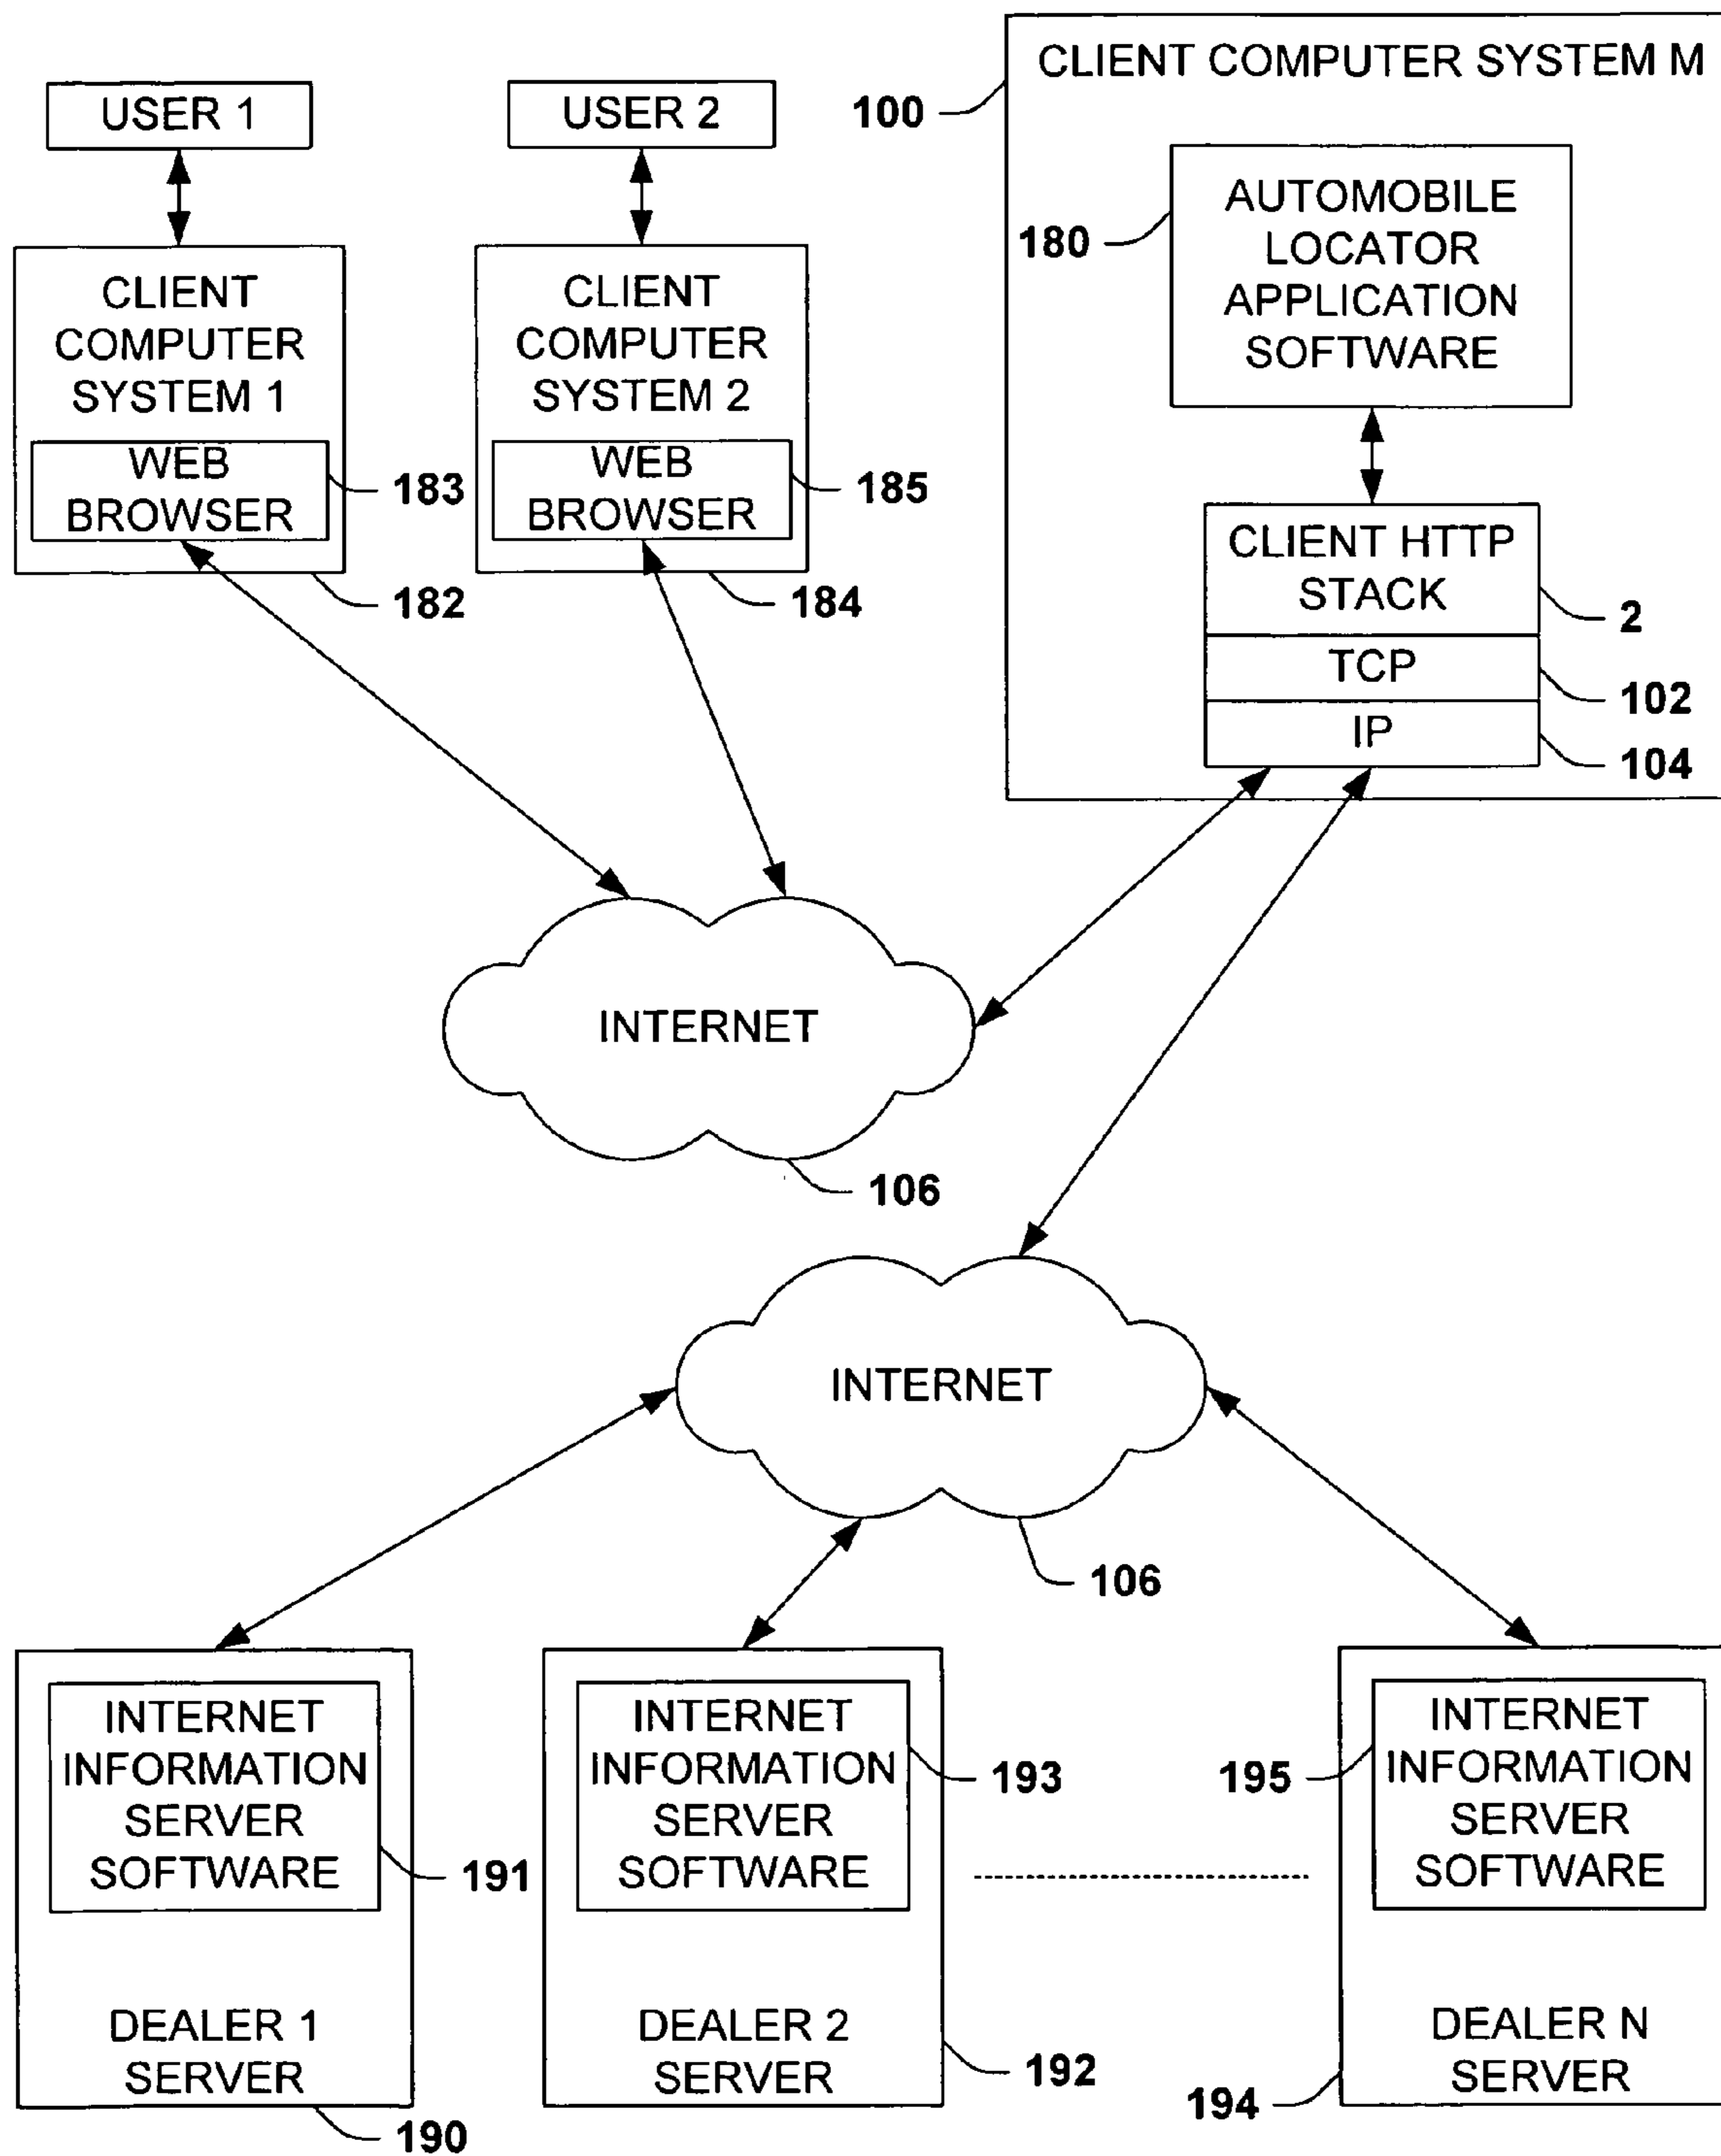 USER 1
USER 2
CLIENT COMPUTER SYSTEM M
100
AUTOMOBILE
LOCATOR
APPLICATION
SOFTWARE
180
CLIENT
COMPUTER
SYSTEM 1
WEB
BROWSER
183
182
CLIENT
COMPUTER
SYSTEM 2
WEB
BROWSER
185
184
CLIENT HTTP
STACK
2
TCP
102
IP
104
INTERNET
106
INTERNET
106
INTERNET
INFORMATION
SERVER
SOFTWARE
191
DEALER 1
SERVER
190
INTERNET
INFORMATION
SERVER
SOFTWARE
193
DEALER 2
SERVER
192
195
INTERNET
INFORMATION
SERVER
SOFTWARE
DEALER N
SERVER
194